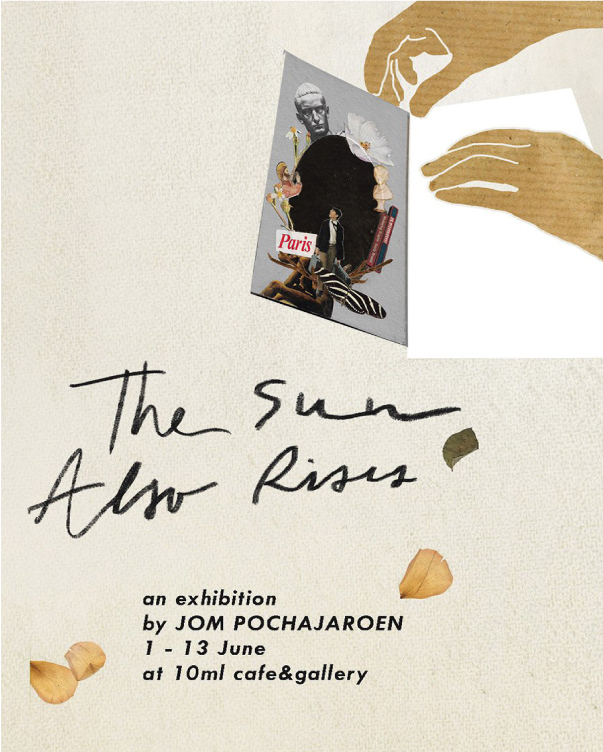 Paris
The Sun
Also Rises
an exhibition
by JOM POCHAJAROEN
1 - 13 June
at 10ml cafe&gallery